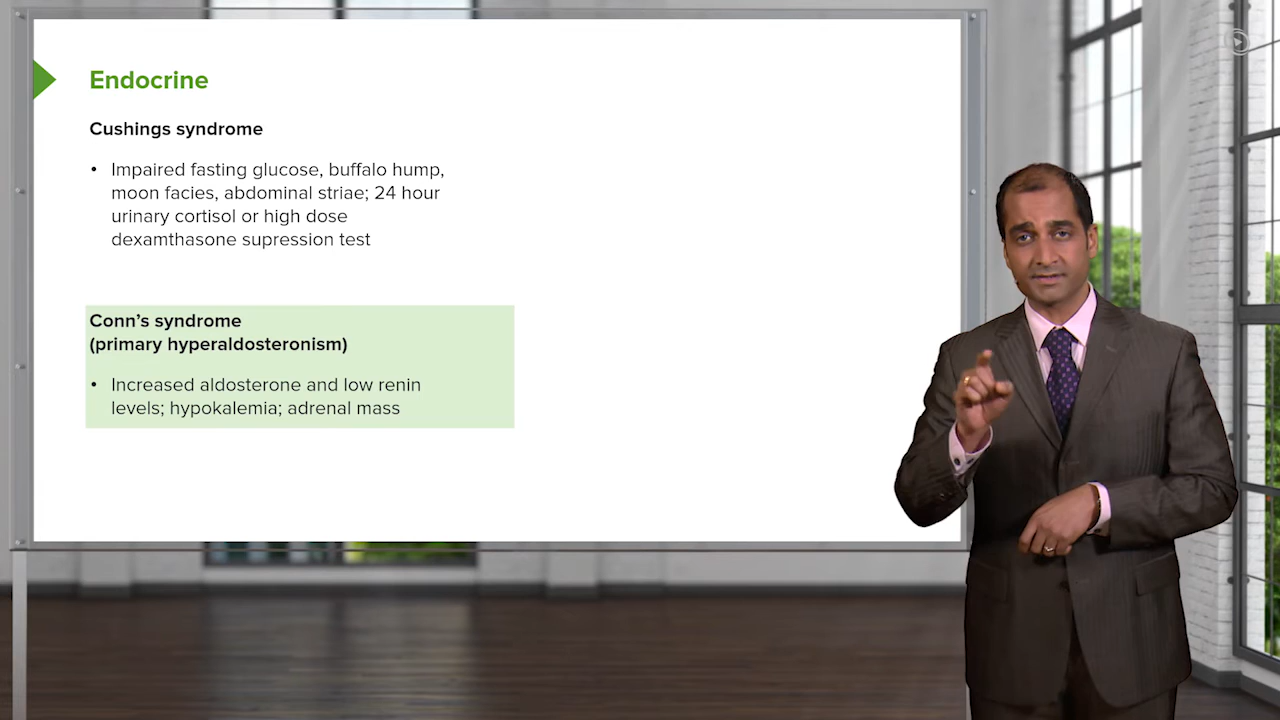 Endocrine
Cushings syndrome
• Impaired fasting glucose, buffalo hump,
moon facies, abdominal striae; 24 hour
urinary cortisol or high dose
dexamthasone supression test
Conn’s syndrome
(primary hyperaldosteronism)
• Increased aldosterone and low renin
levels; hypokalemia; adrenal mass